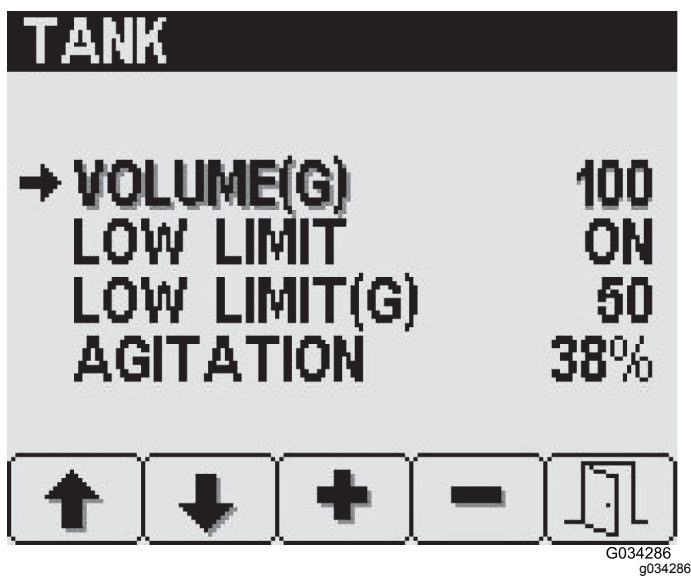 TANK
VOLUME(G) 100
LOW LIMIT ON
LOW LIMIT(G) 50
AGITATION 38%
G034286
g034286